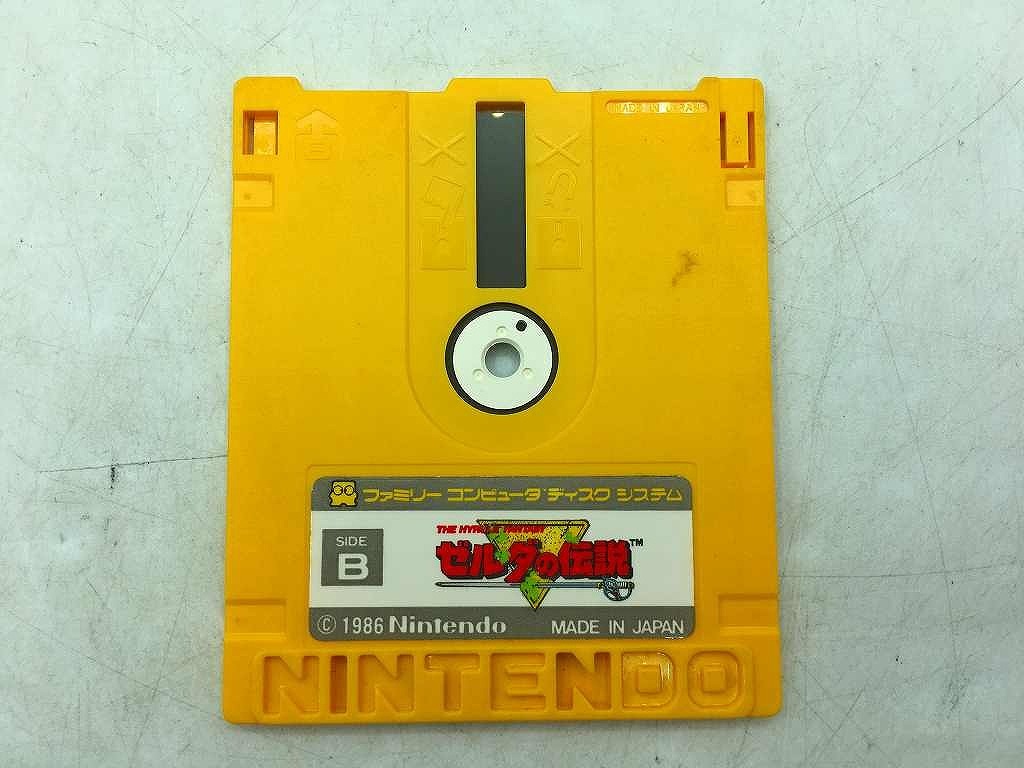 MADE IN JAPAN
ファミリー コンピュータ ディスク システム
SIDE
B
THE HYRULE FANTASY
ゼルダの伝説™
© 1986 Nintendo MADE IN JAPAN
NINTENDO